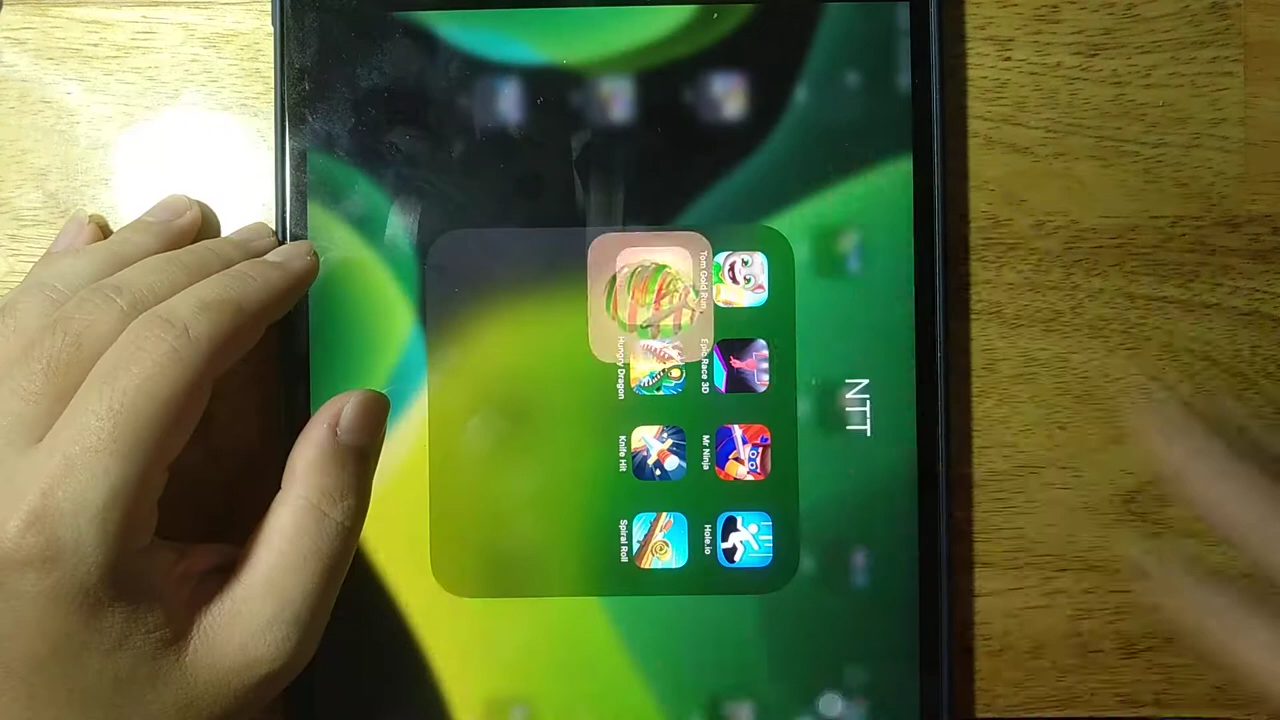 NTT
Tom Gold Run
Epic Race 3D
Mr Ninja
Hole.io
Hungry Dragon
Knife Hit
Spiral Roll